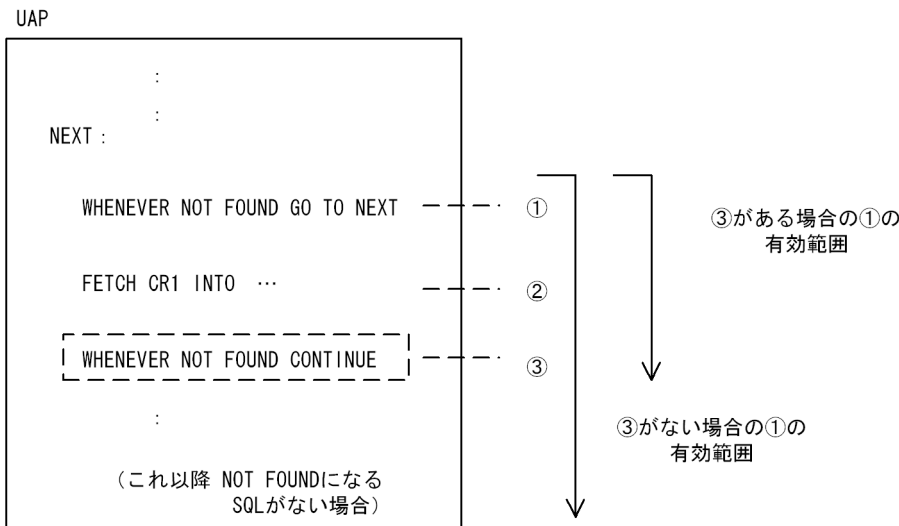 UAP
:
:
NEXT:
WHENEVER NOT FOUND GO TO NEXT
①
③がある場合の①の
有効範囲
FETCH CR1 INTO …
②
WHENEVER NOT FOUND CONTINUE
③
:
③がない場合の①の
有効範囲
(これ以降 NOT FOUNDになる
SQLがない場合)